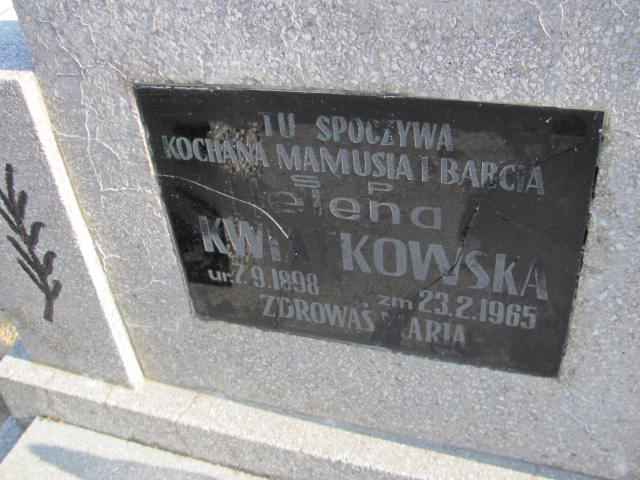 TU SPOCZYWA
KOCHANA MAMUSIA I BABCIA
Ś P
Helena
KWIATKOWSKA
ur.7.9.1898
zm 23.2.1965
ZDROWAŚ MARIA